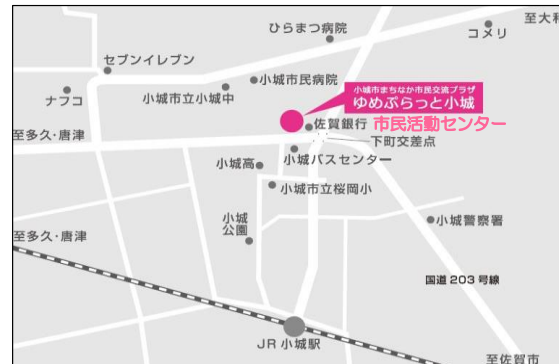 至大和
ひらまつ病院
コメリ
セブンイレブン
小城市民病院
ナフコ
小城市立小城中
小城市まちなか市民交流プラザ
ゆめぷらっと小城
佐賀銀行
市民活動センター
至多久・唐津
下町交差点
小城バスセンター
小城高
小城市立桜岡小
小城
公園
小城警察署
至多久・唐津
国道203号線
JR 小城駅
至佐賀市